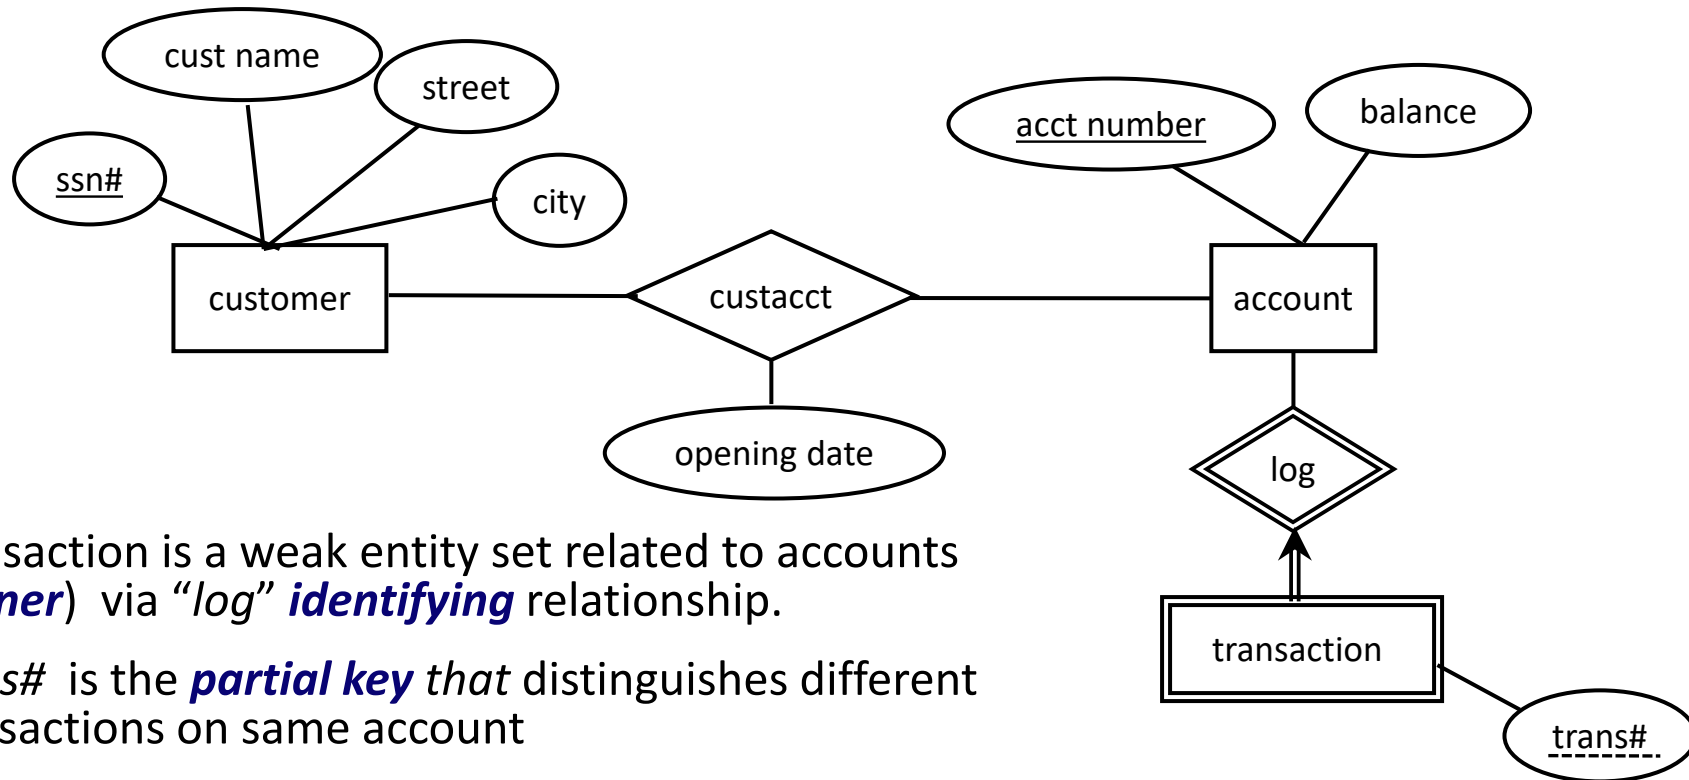 cust name
street
balance
acct number
ssn#
city
customer
custacct
account
opening date
log
saction is a weak entity set related to accounts
ner) via “log” identifying relationship.
transaction
s# is the partial key that distinguishes different
sactions on same account
trans#